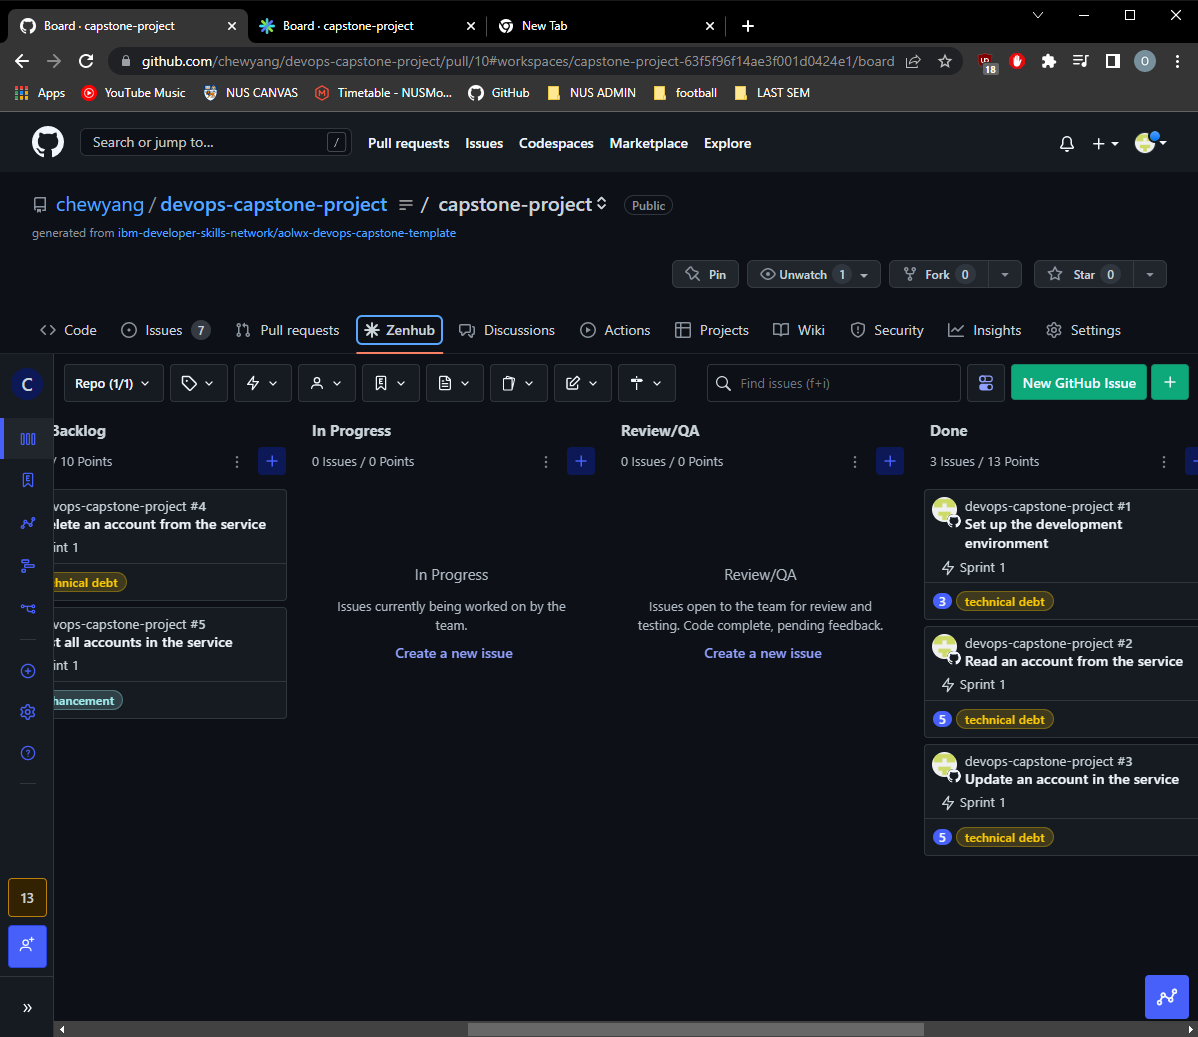 Board · capstone-project
Board · capstone-project
New Tab
github.com/chewyang/devops-capstone-project/pull/10#workspaces/capstone-project-63f5f96f14ae3f001d0424e1/board
18
O
Apps
YouTube Music
NUS CANVAS
Timetable - NUSMo...
GitHub
NUS ADMIN
football
LAST SEM
Search or jump to...
/
Pull requests
Issues
Codespaces
Marketplace
Explore
chewyang / devops-capstone-project / capstone-project
Public
generated from ibm-developer-skills-network/aolwx-devops-capstone-template
Pin
Unwatch 1
Fork 0
Star 0
Code
Issues 7
Pull requests
Zenhub
Discussions
Actions
Projects
Wiki
Security
Insights
Settings
C
Repo (1/1)
Find issues (f+i)
New GitHub Issue
Backlog
/ 10 Points
vops-capstone-project #4
elete an account from the service
int 1
hnical debt
vops-capstone-project #5
st all accounts in the service
int 1
hancement
In Progress
0 Issues / 0 Points
In Progress
Issues currently being worked on by the
team.
Create a new issue
Review/QA
0 Issues / 0 Points
Review/QA
Issues open to the team for review and
testing. Code complete, pending feedback.
Create a new issue
Done
3 Issues / 13 Points
devops-capstone-project #1
Set up the development
environment
Sprint 1
3 technical debt
devops-capstone-project #2
Read an account from the service
Sprint 1
5 technical debt
devops-capstone-project #3
Update an account in the service
Sprint 1
5 technical debt
13